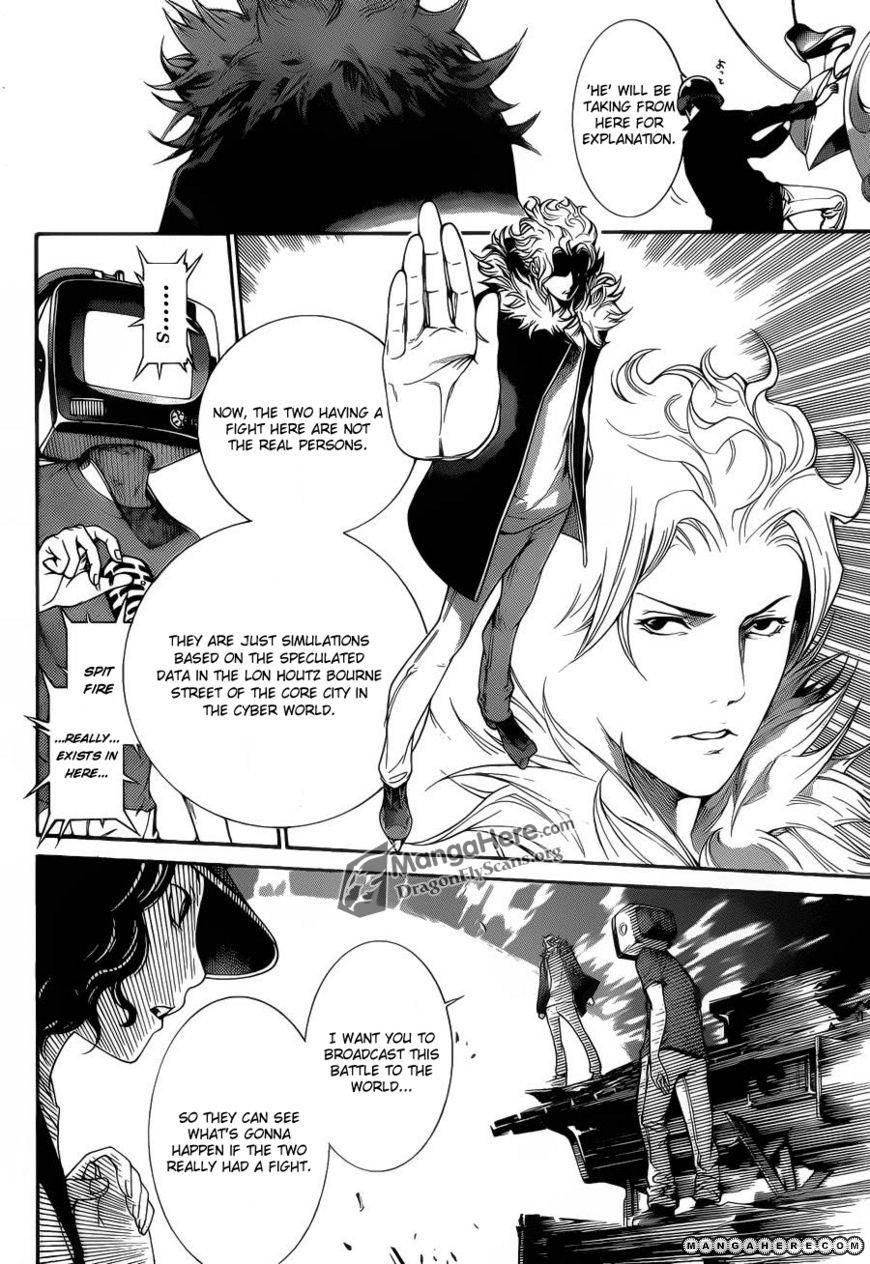 'HE' WILL BE
TAKING FROM
HERE FOR
EXPLANATION.
あっと
S.......
NOW, THE TWO HAVING A
FIGHT HERE ARE NOT
THE REAL PERSONS.
THEY ARE JUST SIMULATIONS
BASED ON THE SPECULATED
DATA IN THE LON HOUTZ BOURNE
STREET OF THE CORE CITY IN
THE CYBER WORLD.
SPIT
FIRE
...REALLY...
EXISTS IN
HERE...
MangaHere.com
DragonFlyScans.org
I WANT YOU TO
BROADCAST THIS
BATTLE TO THE
WORLD...
SO THEY CAN SEE
WHAT'S GONNA
HAPPEN IF THE TWO
REALLY HAD A FIGHT.
MANGAHERE.COM